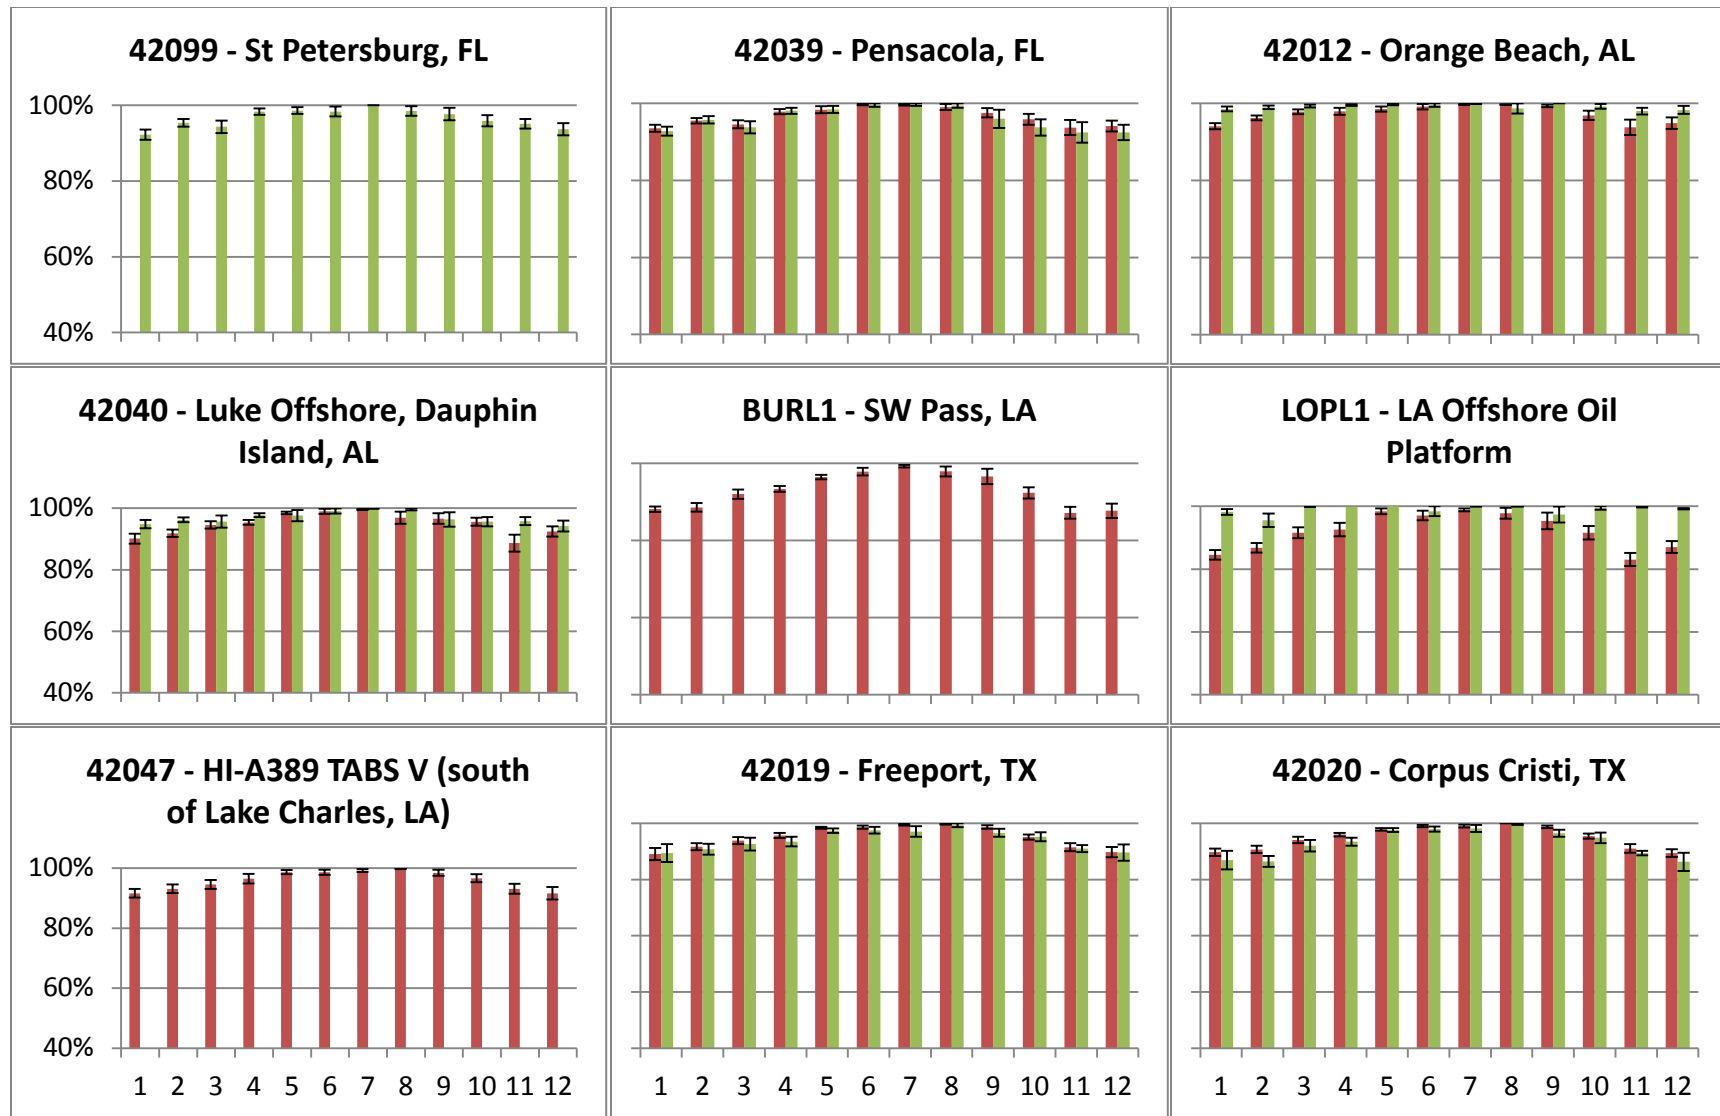 42099 - St Petersburg, FL
100%
80%
60%
40%
42039 - Pensacola, FL
42012 - Orange Beach, AL
42040 - Luke Offshore, Dauphin
Island, AL
100%
80%
60%
40%
BURL1 - SW Pass, LA
LOPL1 - LA Offshore Oil
Platform
42047 - HI-A389 TABS V (south
of Lake Charles, LA)
100%
80%
60%
40%
1 2 3 4 5 6 7 8 9 10 11 12
42019 - Freeport, TX
1 2 3 4 5 6 7 8 9 10 11 12
42020 - Corpus Cristi, TX
1 2 3 4 5 6 7 8 9 10 11 12